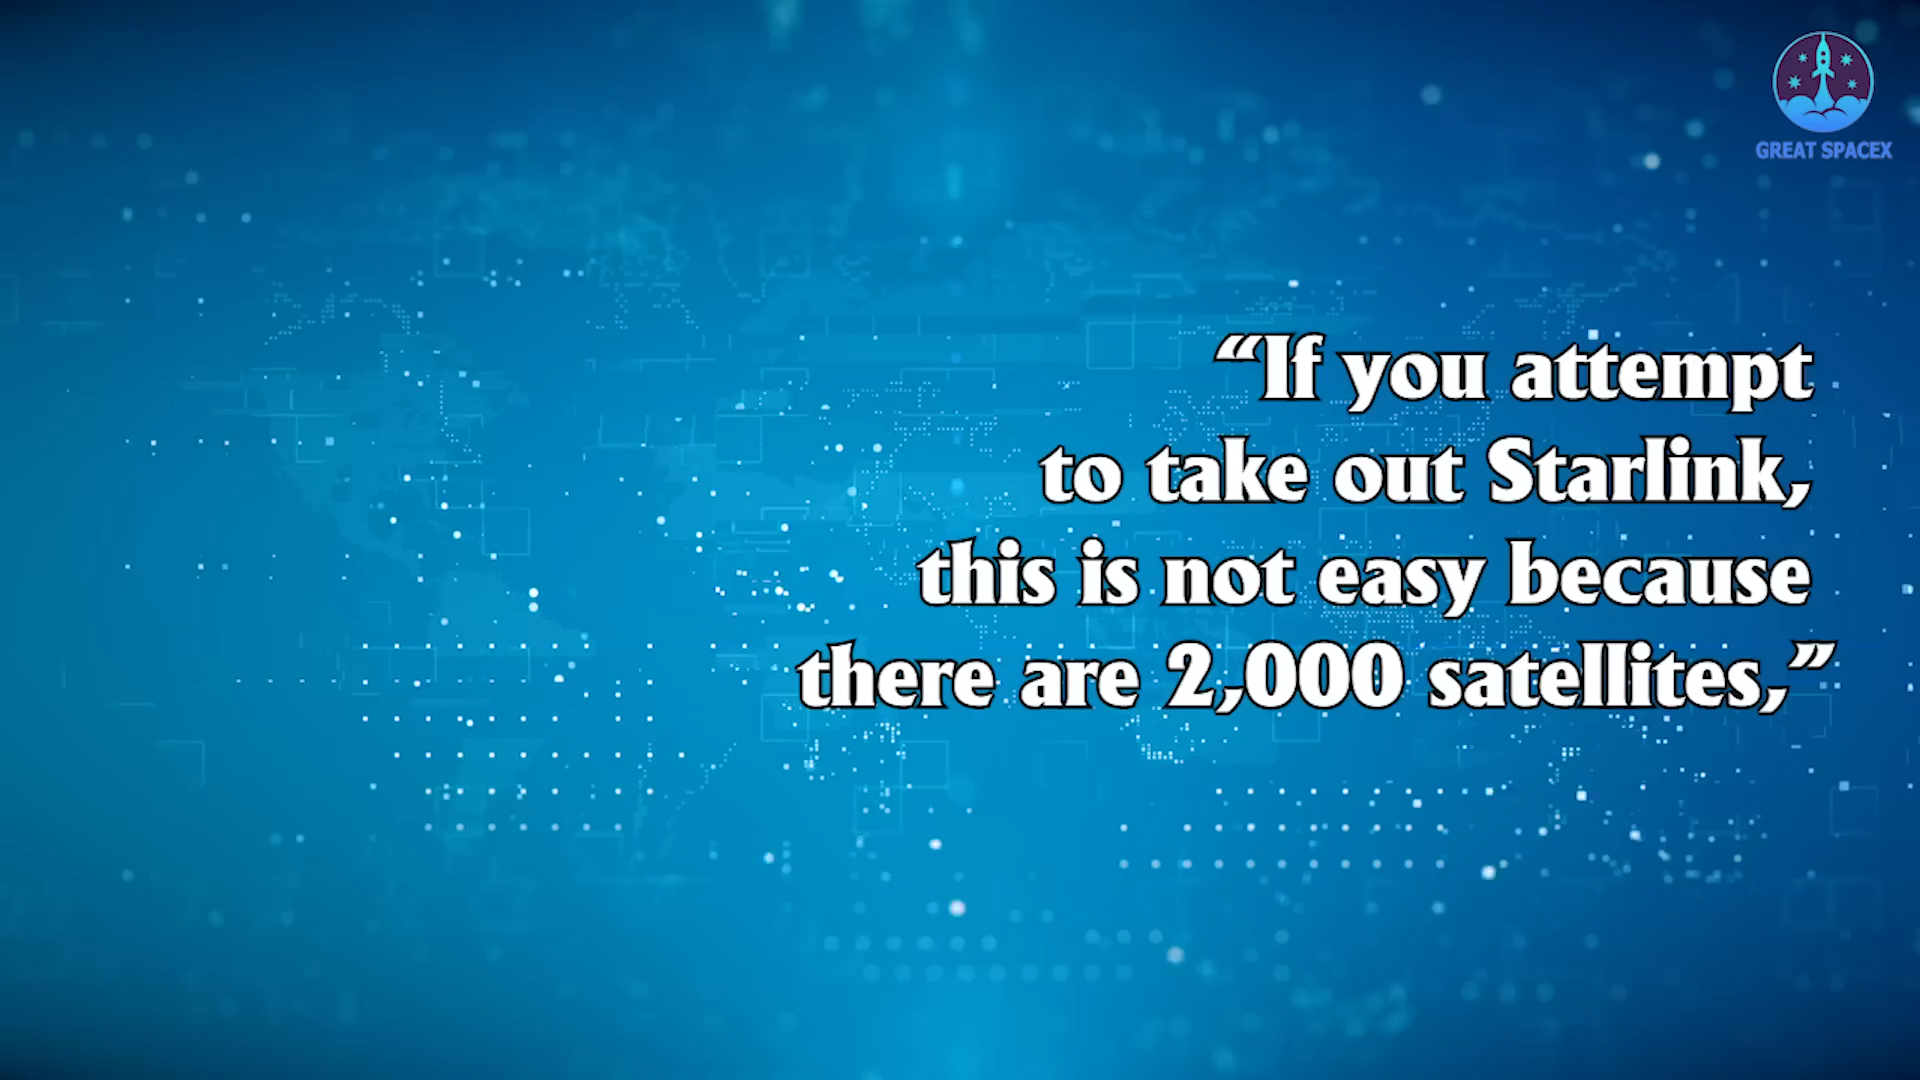 GREAT SPACEX
“If you attempt
to take out Starlink,
this is not easy because
there are 2,000 satellites,”